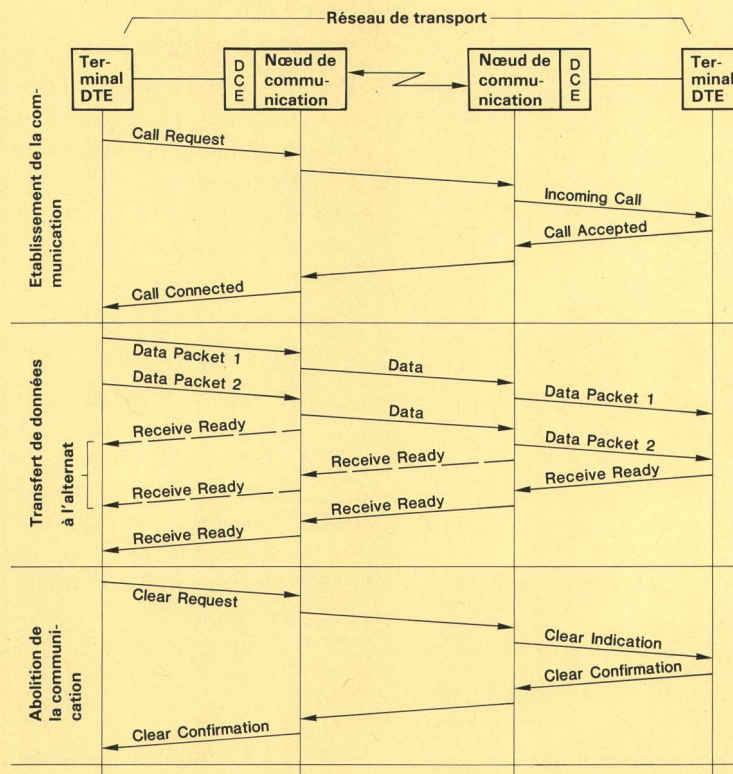 Réseau de transport
Ter-
minal
DTE
D
C
E
Nœud de
commu-
nication
Nœud de
commu-
nication
D
C
E
Ter-
minal
DTE
Etablissement de la com-
munication
Call Request
Incoming Call
Call Accepted
Call Connected
Transfert de données
à l'alternat
Data Packet 1
Data
Data Packet 2
Data Packet 1
Data
Receive Ready
Data Packet 2
Receive Ready
Receive Ready
Receive Ready
Receive Ready
Receive Ready
Abolition de
la communi-
cation
Clear Request
Clear Indication
Clear Confirmation
Clear Confirmation